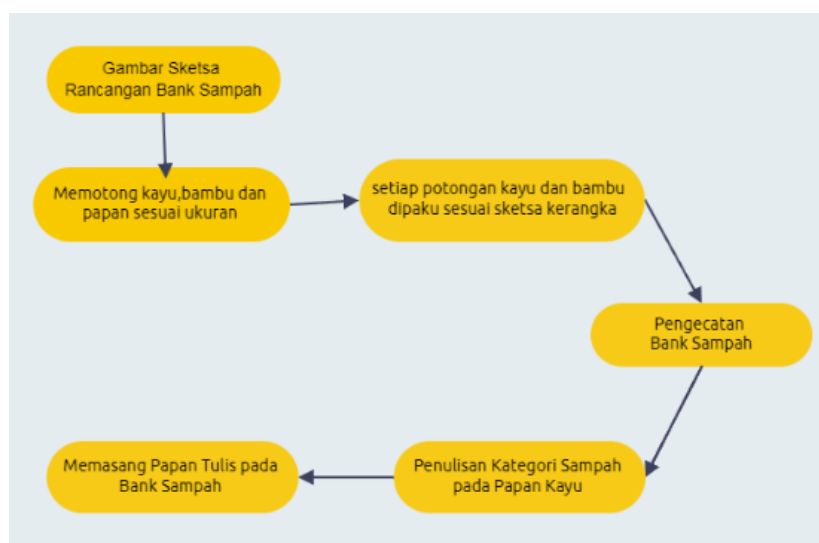 Gambar Sketsa
Rancangan Bank Sampah
Memotong kayu,bambu dan
papan sesuai ukuran
setiap potongan kayu dan bambu
dipaku sesuai sketsa kerangka
Pengecatan
Bank Sampah
Penulisan Kategori Sampah
pada Papan Kayu
Memasang Papan Tulis pada
Bank Sampah